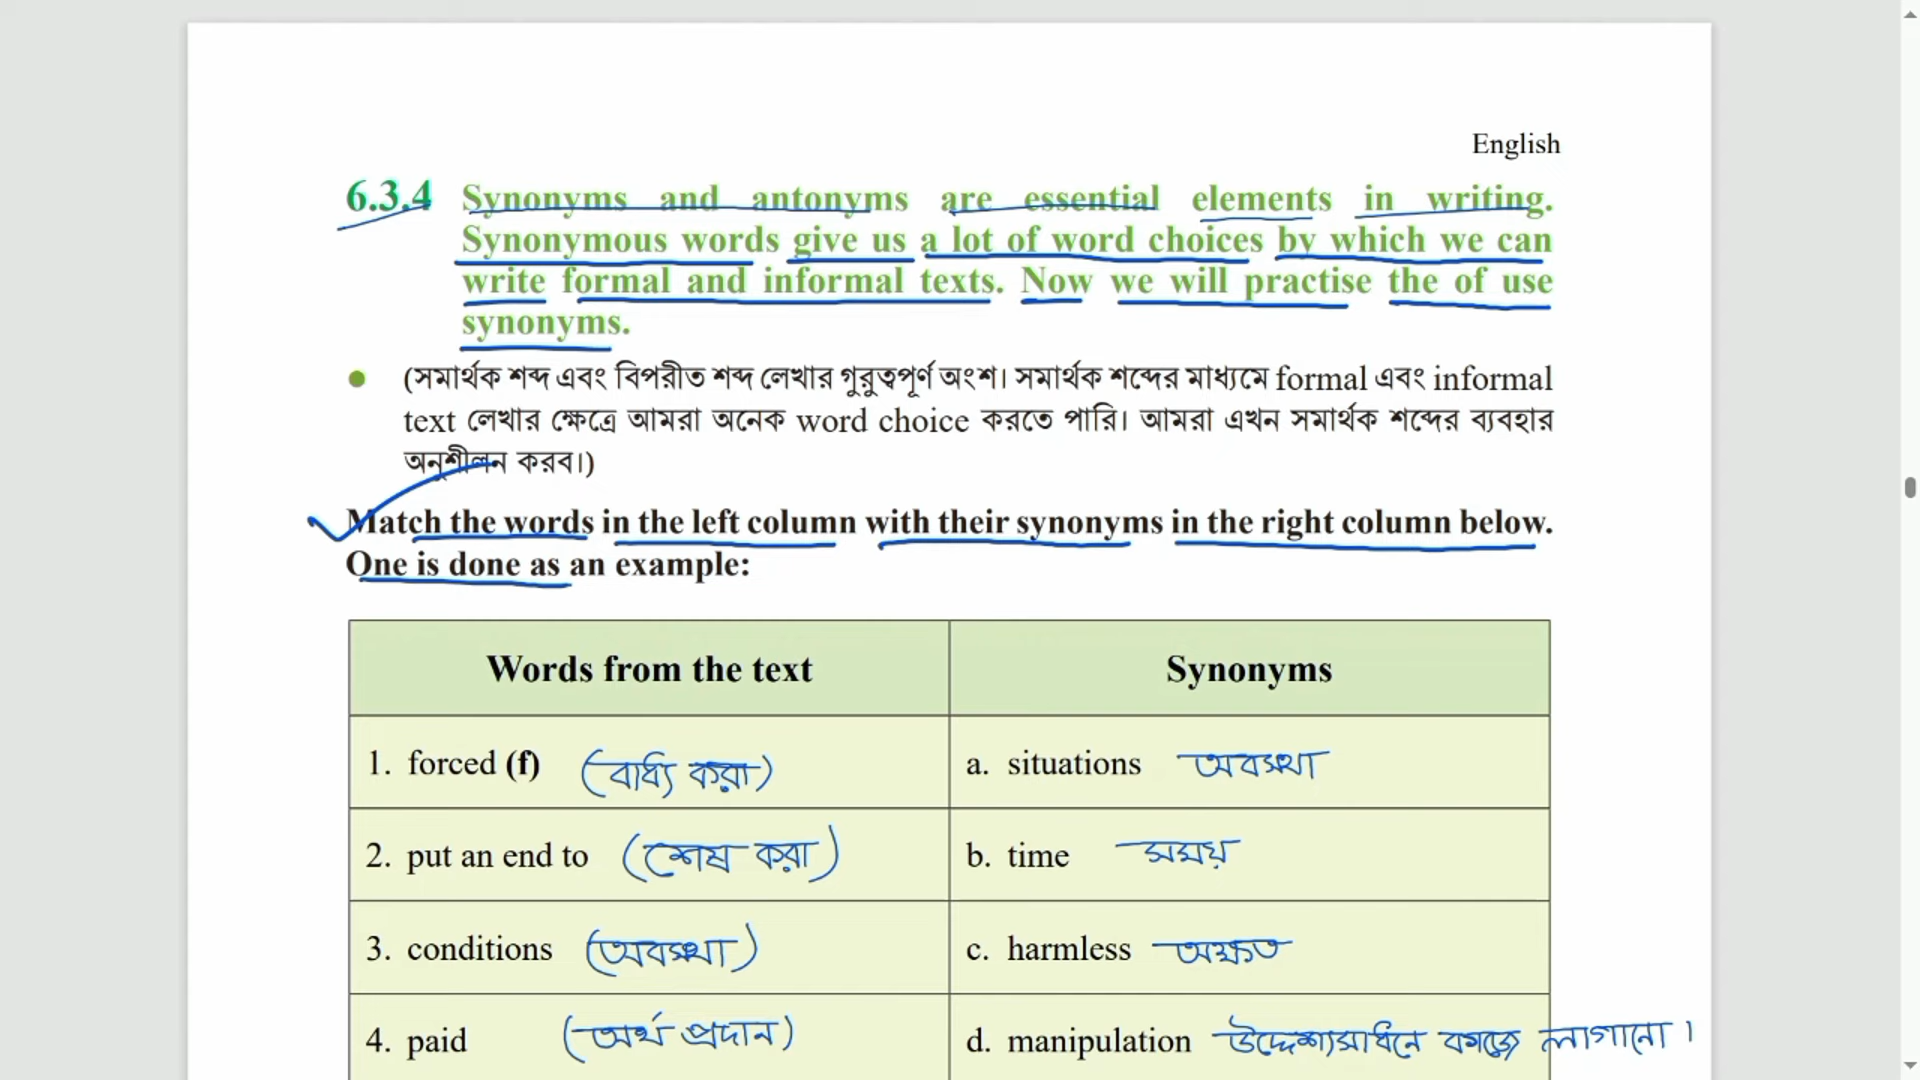 English
6.3.4 Synonyms and antonyms are essential elements in writing.
Synonymous words give us a lot of word choices by which we can
write formal and informal texts. Now we will practise the of use
synonyms.
(সমার্থক শব্দ এবং বিপরীত শব্দ লেখার গুরুত্বপূর্ণ অংশ। সমার্থক শব্দের মাধ্যমে formal এবং informal
text লেখার ক্ষেত্রে আমরা অনেক word choice করতে পারি। আমরা এখন সমার্থক শব্দের ব্যবহার
অনুশীলন করব।)
Match the words in the left column with their synonyms in the right column below.
One is done as an example:
Words from the text Synonyms
1. forced (f) (বাধ্য করা) a. situations অবস্থা
2. put an end to (শেষ করা) b. time সময়
3. conditions (অবস্থা) c. harmless অক্ষত
4. paid (অর্থ প্রদান) d. manipulation উদ্দেশ্যসাধনে কাজে লাগানো।